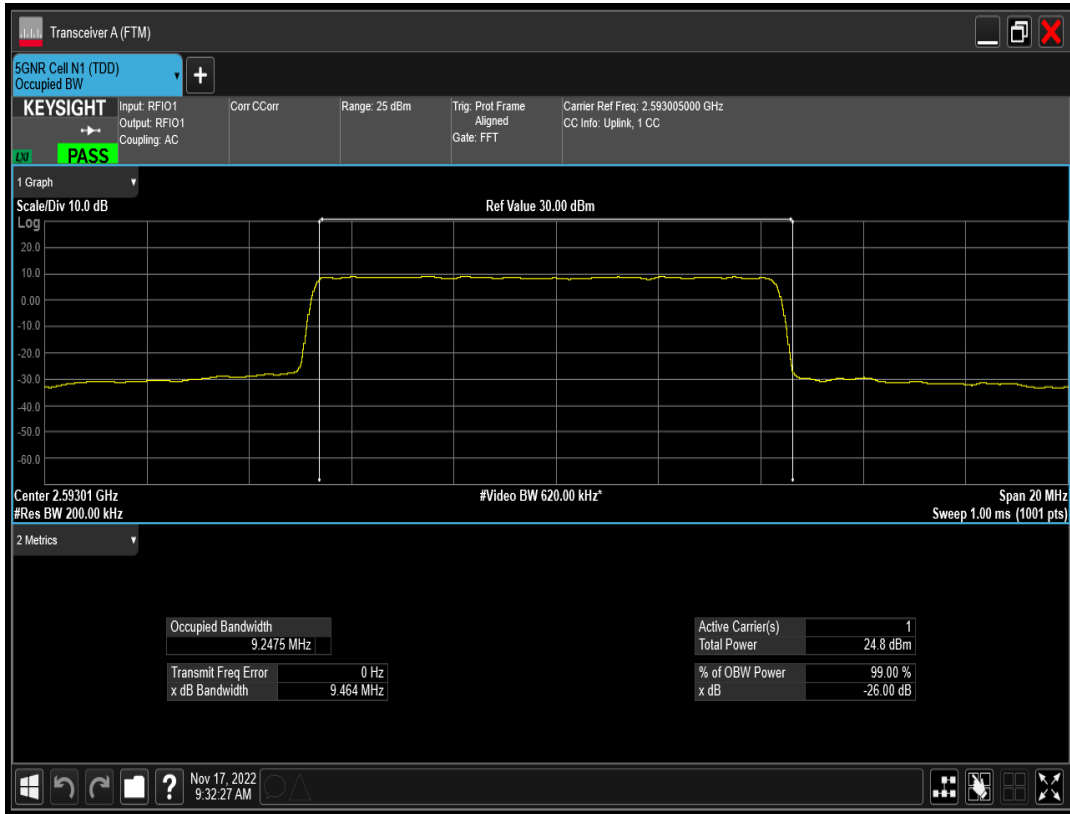 Transceiver A (FTM)
5GNR Cell N1 (TDD)
Occupied BW
+
KEYSIGHT
LXI
PASS
Input: RFIO1
Output: RFIO1
Coupling: AC
Corr CCorr
Range: 25 dBm
Trig: Prot Frame
Aligned
Gate: FFT
Carrier Ref Freq: 2.593005000 GHz
CC Info: Uplink, 1 CC
1 Graph
Scale/Div 10.0 dB
Ref Value 30.00 dBm
Log
20.0
10.0
0.00
-10.0
-20.0
-30.0
-40.0
-50.0
-60.0
Center 2.59301 GHz
#Video BW 620.00 kHz*
Span 20 MHz
#Res BW 200.00 kHz
Sweep 1.00 ms (1001 pts)
2 Metrics
Occupied Bandwidth
9.2475 MHz
Transmit Freq Error 0 Hz
x dB Bandwidth 9.464 MHz
Active Carrier(s) 1
Total Power 24.8 dBm
% of OBW Power 99.00 %
x dB -26.00 dB
?
Nov 17, 2022
9:32:27 AM